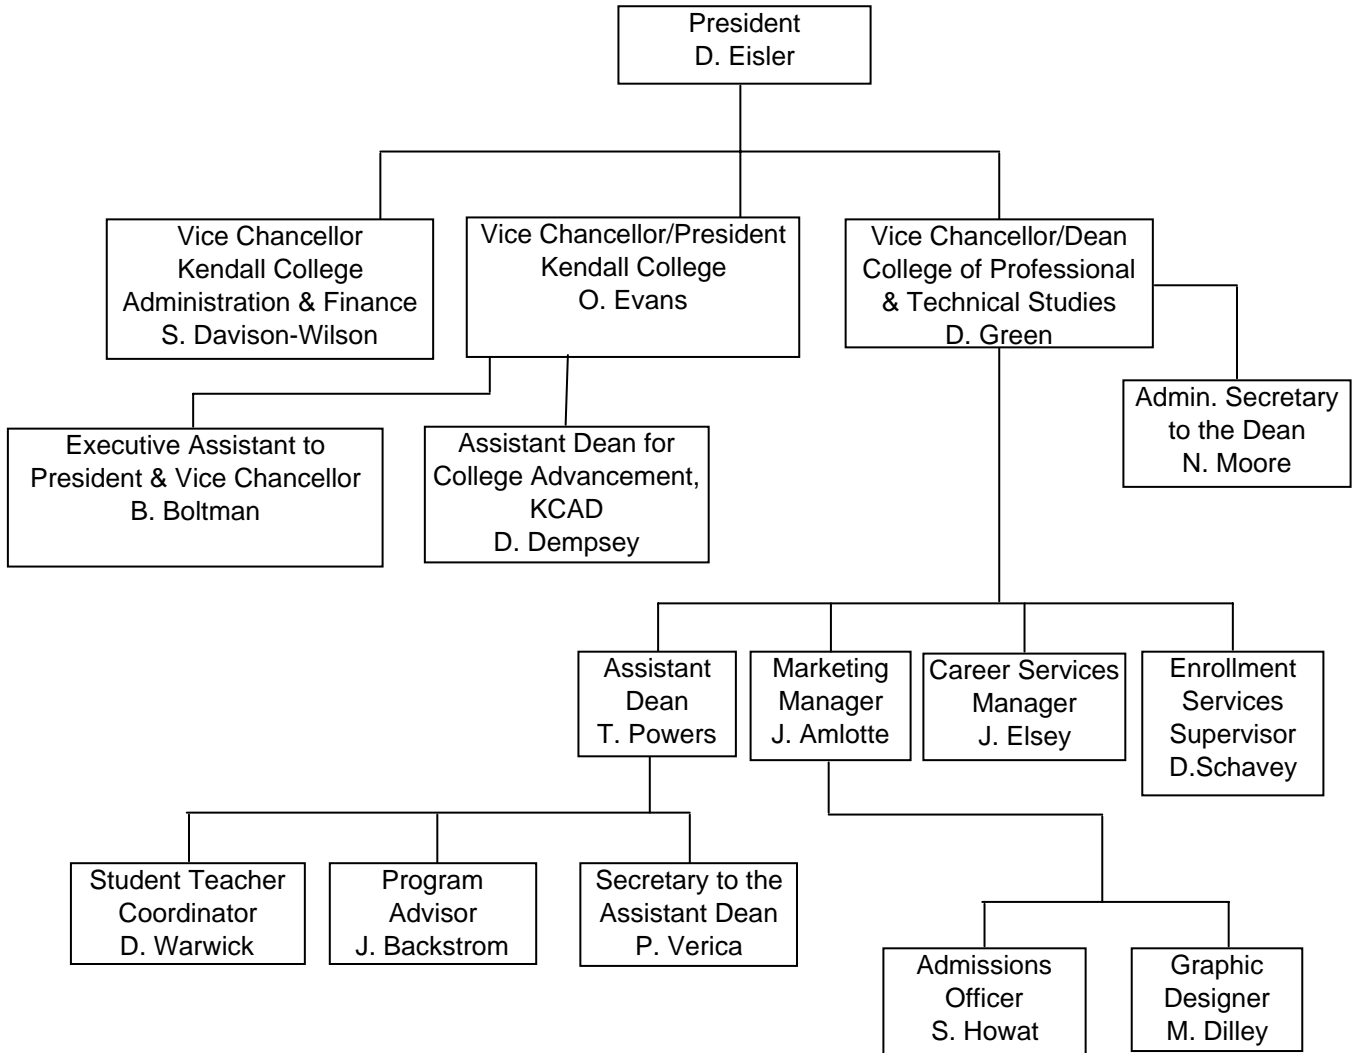 President
D. Eisler
Vice Chancellor
Kendall College
Administration & Finance
S. Davison-Wilson
Vice Chancellor/President
Kendall College
O. Evans
Vice Chancellor/Dean
College of Professional
& Technical Studies
D. Green
Admin. Secretary
to the Dean
N. Moore
Executive Assistant to
President & Vice Chancellor
B. Boltman
Assistant Dean for
College Advancement,
KCAD
D. Dempsey
Assistant
Dean
T. Powers
Marketing
Manager
J. Amlotte
Career Services
Manager
J. Elsey
Enrollment
Services
Supervisor
D.Schavey
Student Teacher
Coordinator
D. Warwick
Program
Advisor
J. Backstrom
Secretary to the
Assistant Dean
P. Verica
Admissions
Officer
S. Howat
Graphic
Designer
M. Dilley